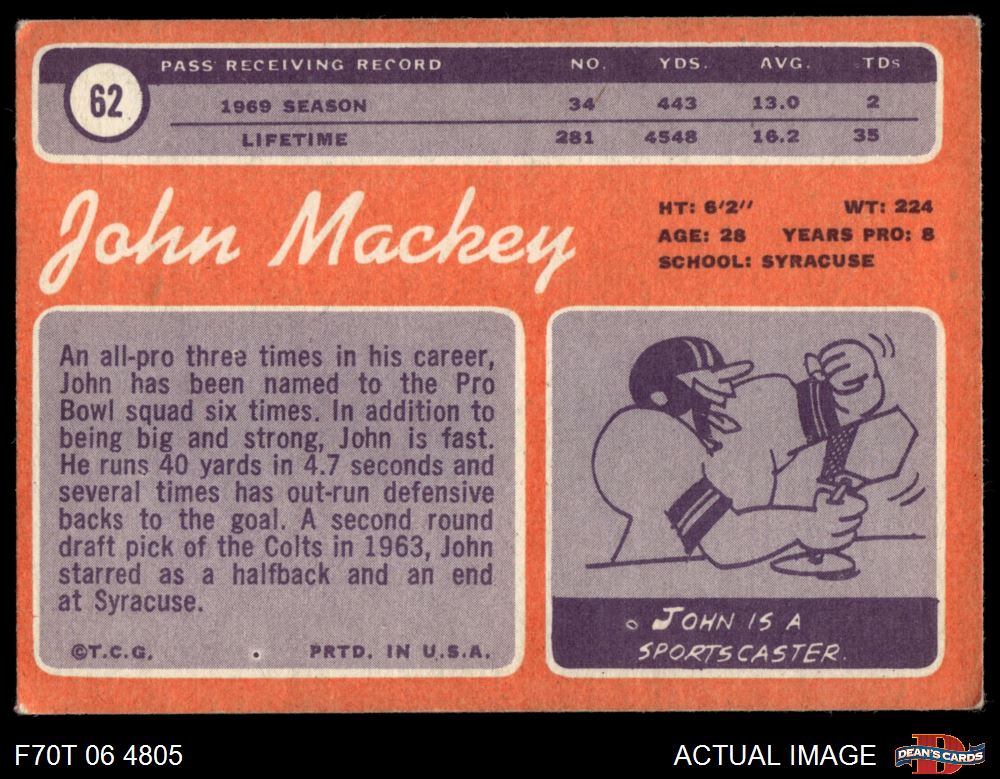 PASS RECEIVING RECORD NO. YDS. AVG. TDs
62
1969 SEASON 34 443 13.0 2
LIFETIME 281 4548 16.2 35
John Mackey
HT: 6'2" WT: 224
AGE: 28 YEARS PRO: 8
SCHOOL: SYRACUSE
An all-pro three times in his career,
John has been named to the Pro
Bowl squad six times. In addition to
being big and strong, John is fast.
He runs 40 yards in 4.7 seconds and
several times has out-run defensive
backs to the goal. A second round
draft pick of the Colts in 1963, John
starred as a halfback and an end
at Syracuse.
©T.C.G. PRTD. IN U.S.A.
JOHN IS A
SPORTSCASTER.
F70T 06 4805 ACTUAL IMAGE DEAN'S CARDS